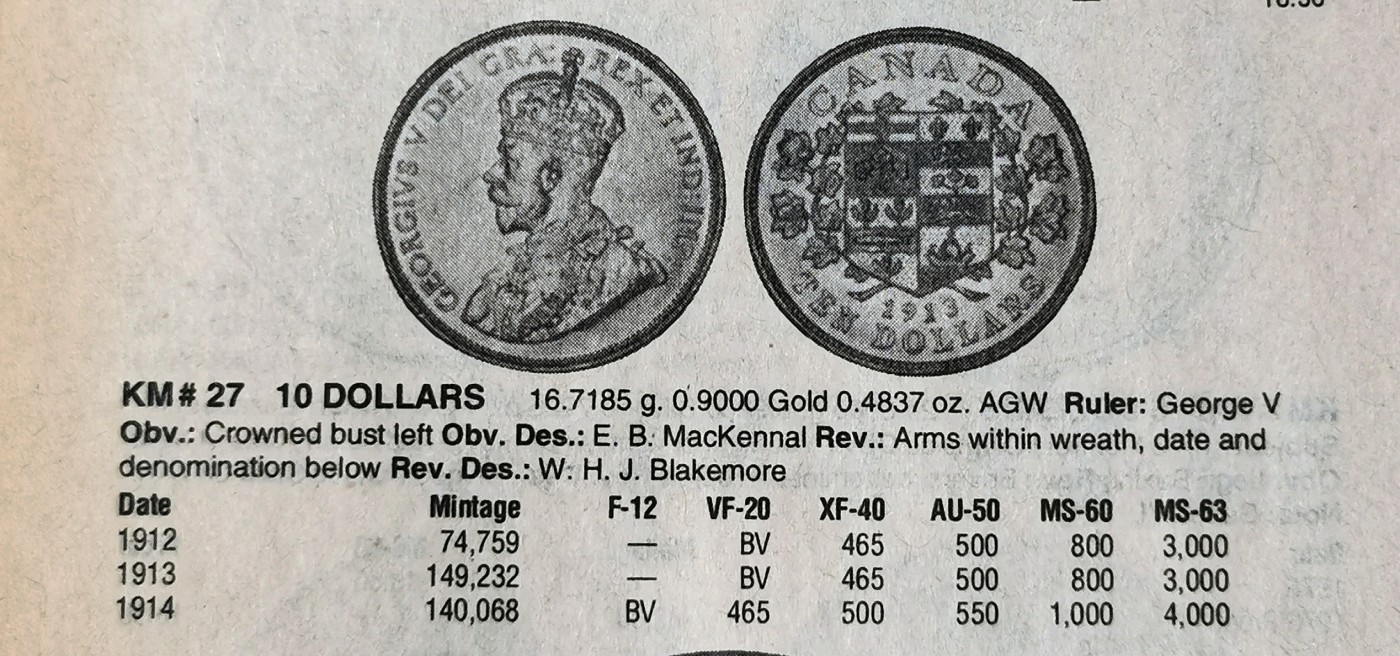 GEORGIVS V DEI GRA: REX ET IND: IMP:
CANADA
1913
TEN DOLLARS
KM# 27 10 DOLLARS 16.7185 g. 0.9000 Gold 0.4837 oz. AGW Ruler: George V
Obv.: Crowned bust left Obv. Des.: E. B. MacKennal Rev.: Arms within wreath, date and
denomination below Rev. Des.: W. H. J. Blakemore
Date Mintage F-12 VF-20 XF-40 AU-50 MS-60 MS-63
1912 74,759 — BV 465 500 800 3,000
1913 149,232 — BV 465 500 800 3,000
1914 140,068 BV 465 500 550 1,000 4,000